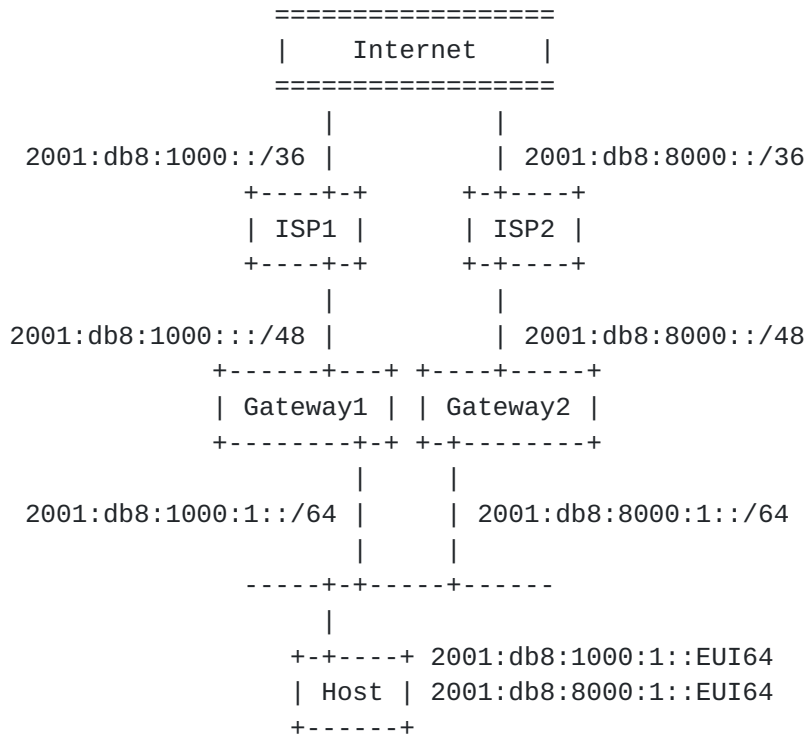 ==================
| Internet |
==================
| |
2001:db8:1000::/36 | | 2001:db8:8000::/36
+----+-+ +-+----+
| ISP1 | | ISP2 |
+----+-+ +-+----+
| |
2001:db8:1000:::/48 | | 2001:db8:8000::/48
+------+---+ +----+-----+
| Gateway1 | | Gateway2 |
+--------+-+ +-+--------+
| |
2001:db8:1000:1::/64 | | 2001:db8:8000:1::/64
| |
-----+-+-----+------
|
+-+----+ 2001:db8:1000:1::EUI64
| Host | 2001:db8:8000:1::EUI64
+------+